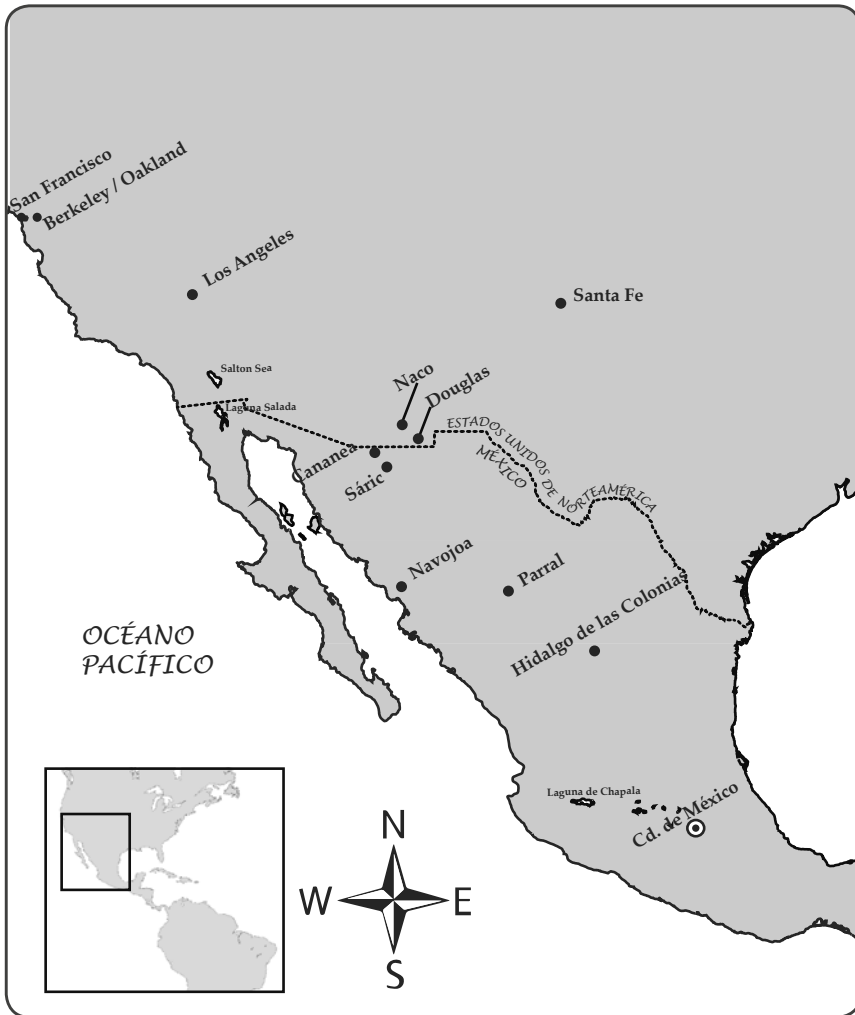 San Francisco
Berkeley / Oakland
Los Angeles
Santa Fe
Salton Sea
Naco
Douglas
Laguna Salada
ESTADOS UNIDOS DE NORTEAMÉRICA
MÉXICO
Cananea
Sáric
Navojoa
Parral
Hidalgo de las Colonias
OCÉANO
PACÍFICO
Laguna de Chapala
Cd. de México
N
W
E
S